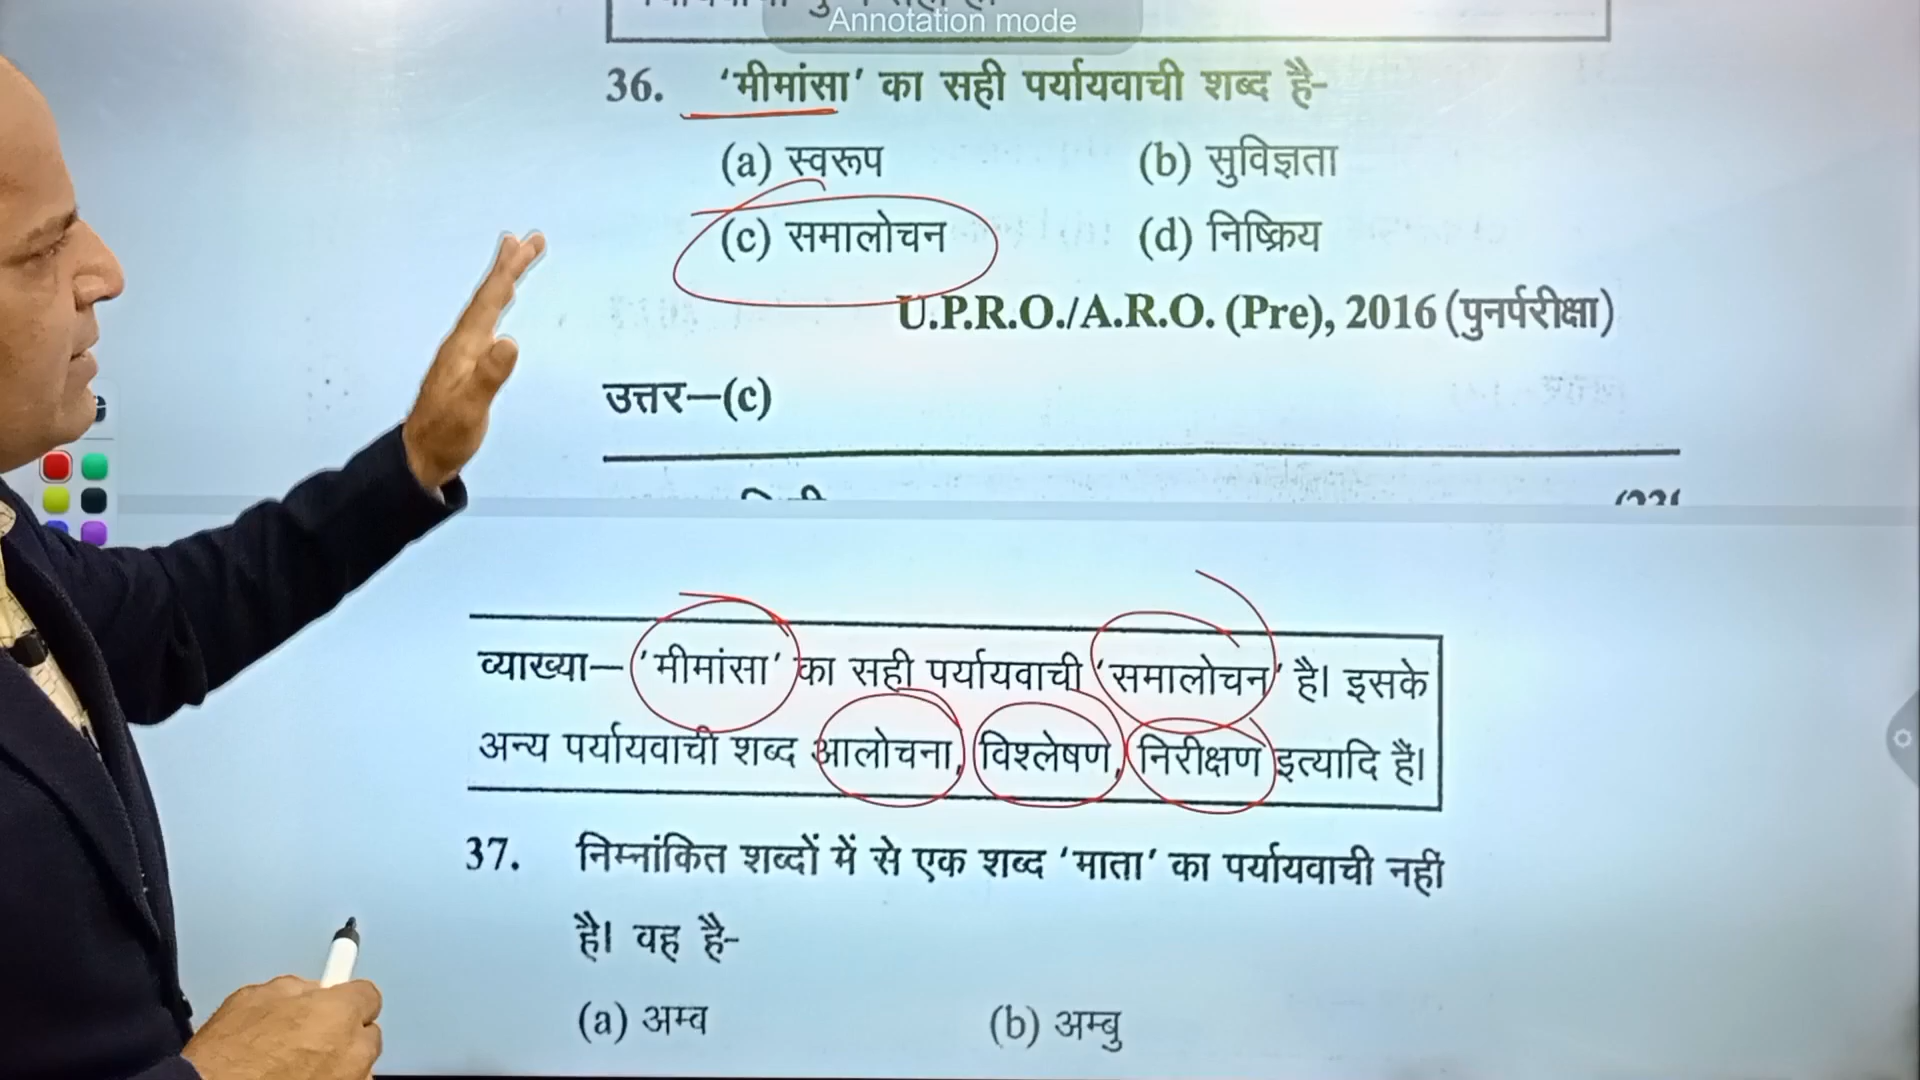 Annotation mode
36. 'मीमांसा' का सही पर्यायवाची शब्द है-
(a) स्वरूप (b) सुविज्ञता
(c) समालोचन (d) निष्क्रिय
U.P.R.O./A.R.O. (Pre), 2016 (पुनर्परीक्षा)
उत्तर—(c)
व्याख्या— 'मीमांसा' का सही पर्यायवाची 'समालोचन' है। इसके
अन्य पर्यायवाची शब्द आलोचना, विश्लेषण, निरीक्षण इत्यादि हैं।
37. निम्नांकित शब्दों में से एक शब्द 'माता' का पर्यायवाची नहीं
है। वह है-
(a) अम्ब (b) अम्बु